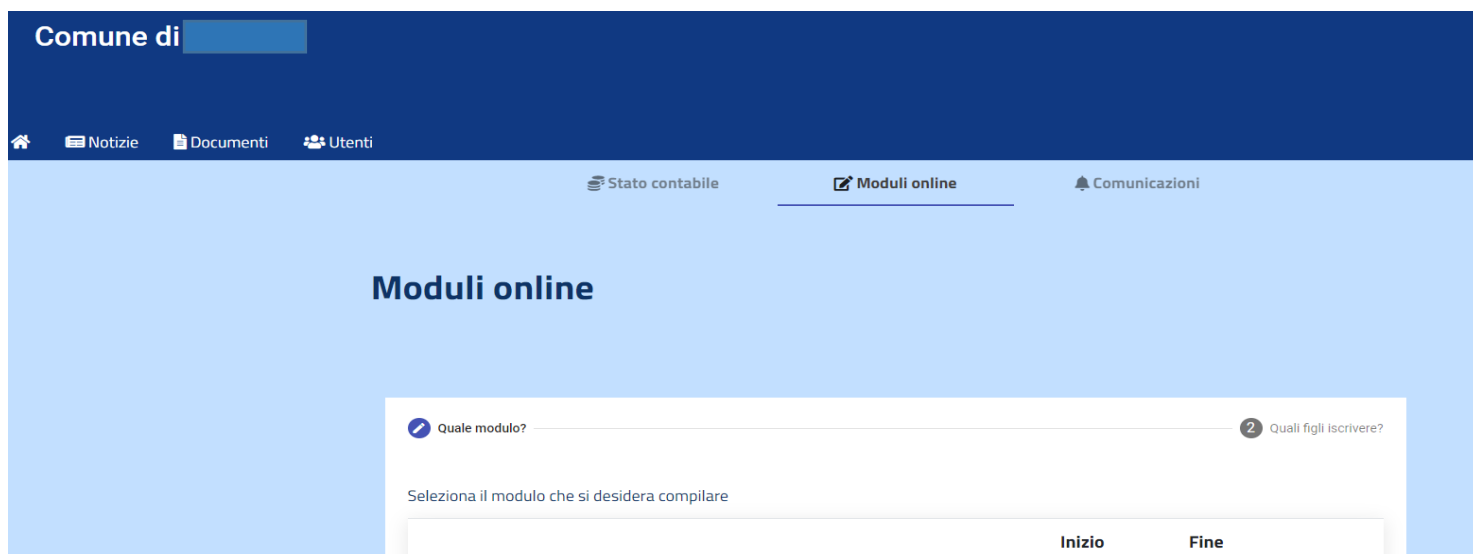 Comune di
Notizie Documenti Utenti
Stato contabile Moduli online Comunicazioni
Moduli online
Quale modulo? 2 Quali figli iscrivere?
Seleziona il modulo che si desidera compilare
Inizio Fine